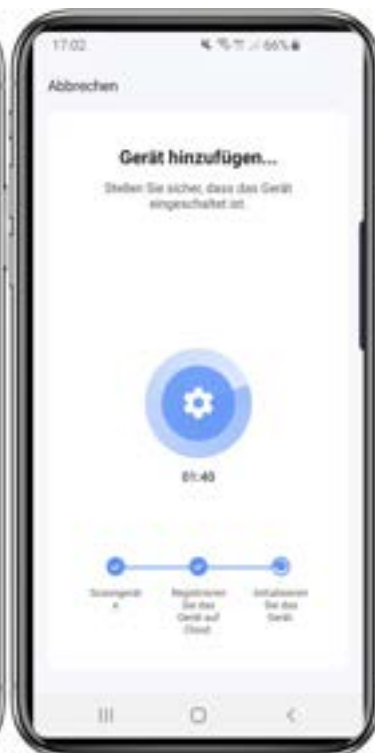 17:02
66%
Abbrechen
Gerät hinzufügen...
Stellen Sie sicher, dass das Gerät
eingeschaltet ist.
01:40
Registrieren
Sie das
Gerät auf
Cloud
Initialisieren
Sie das
Gerät